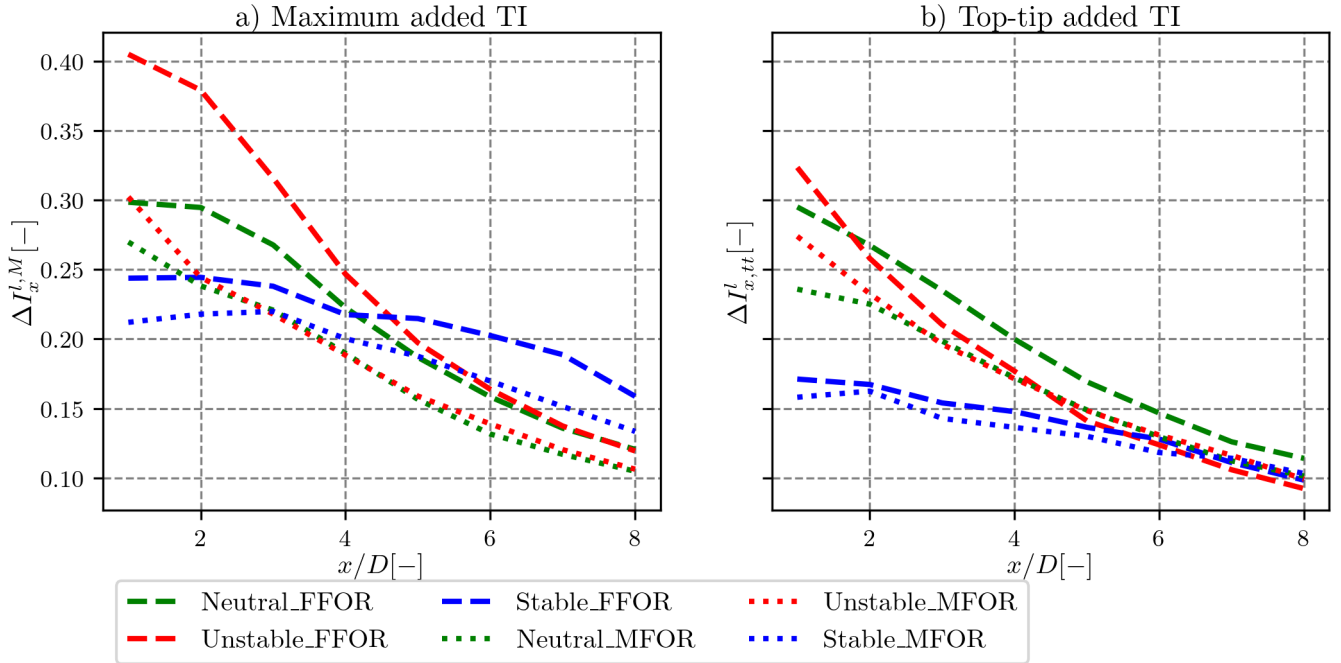 a) Maximum added TI
b) Top-tip added TI
0.40
0.35
0.30
0.25
0.20
0.15
0.10
ΔI_x^{l,M}[−]
ΔI^l_{x,tt}[−]
2 4 6 8
2 4 6 8
x/D[−]
x/D[−]
Neutral_FFOR Stable_FFOR Unstable_MFOR
Unstable_FFOR Neutral_MFOR Stable_MFOR